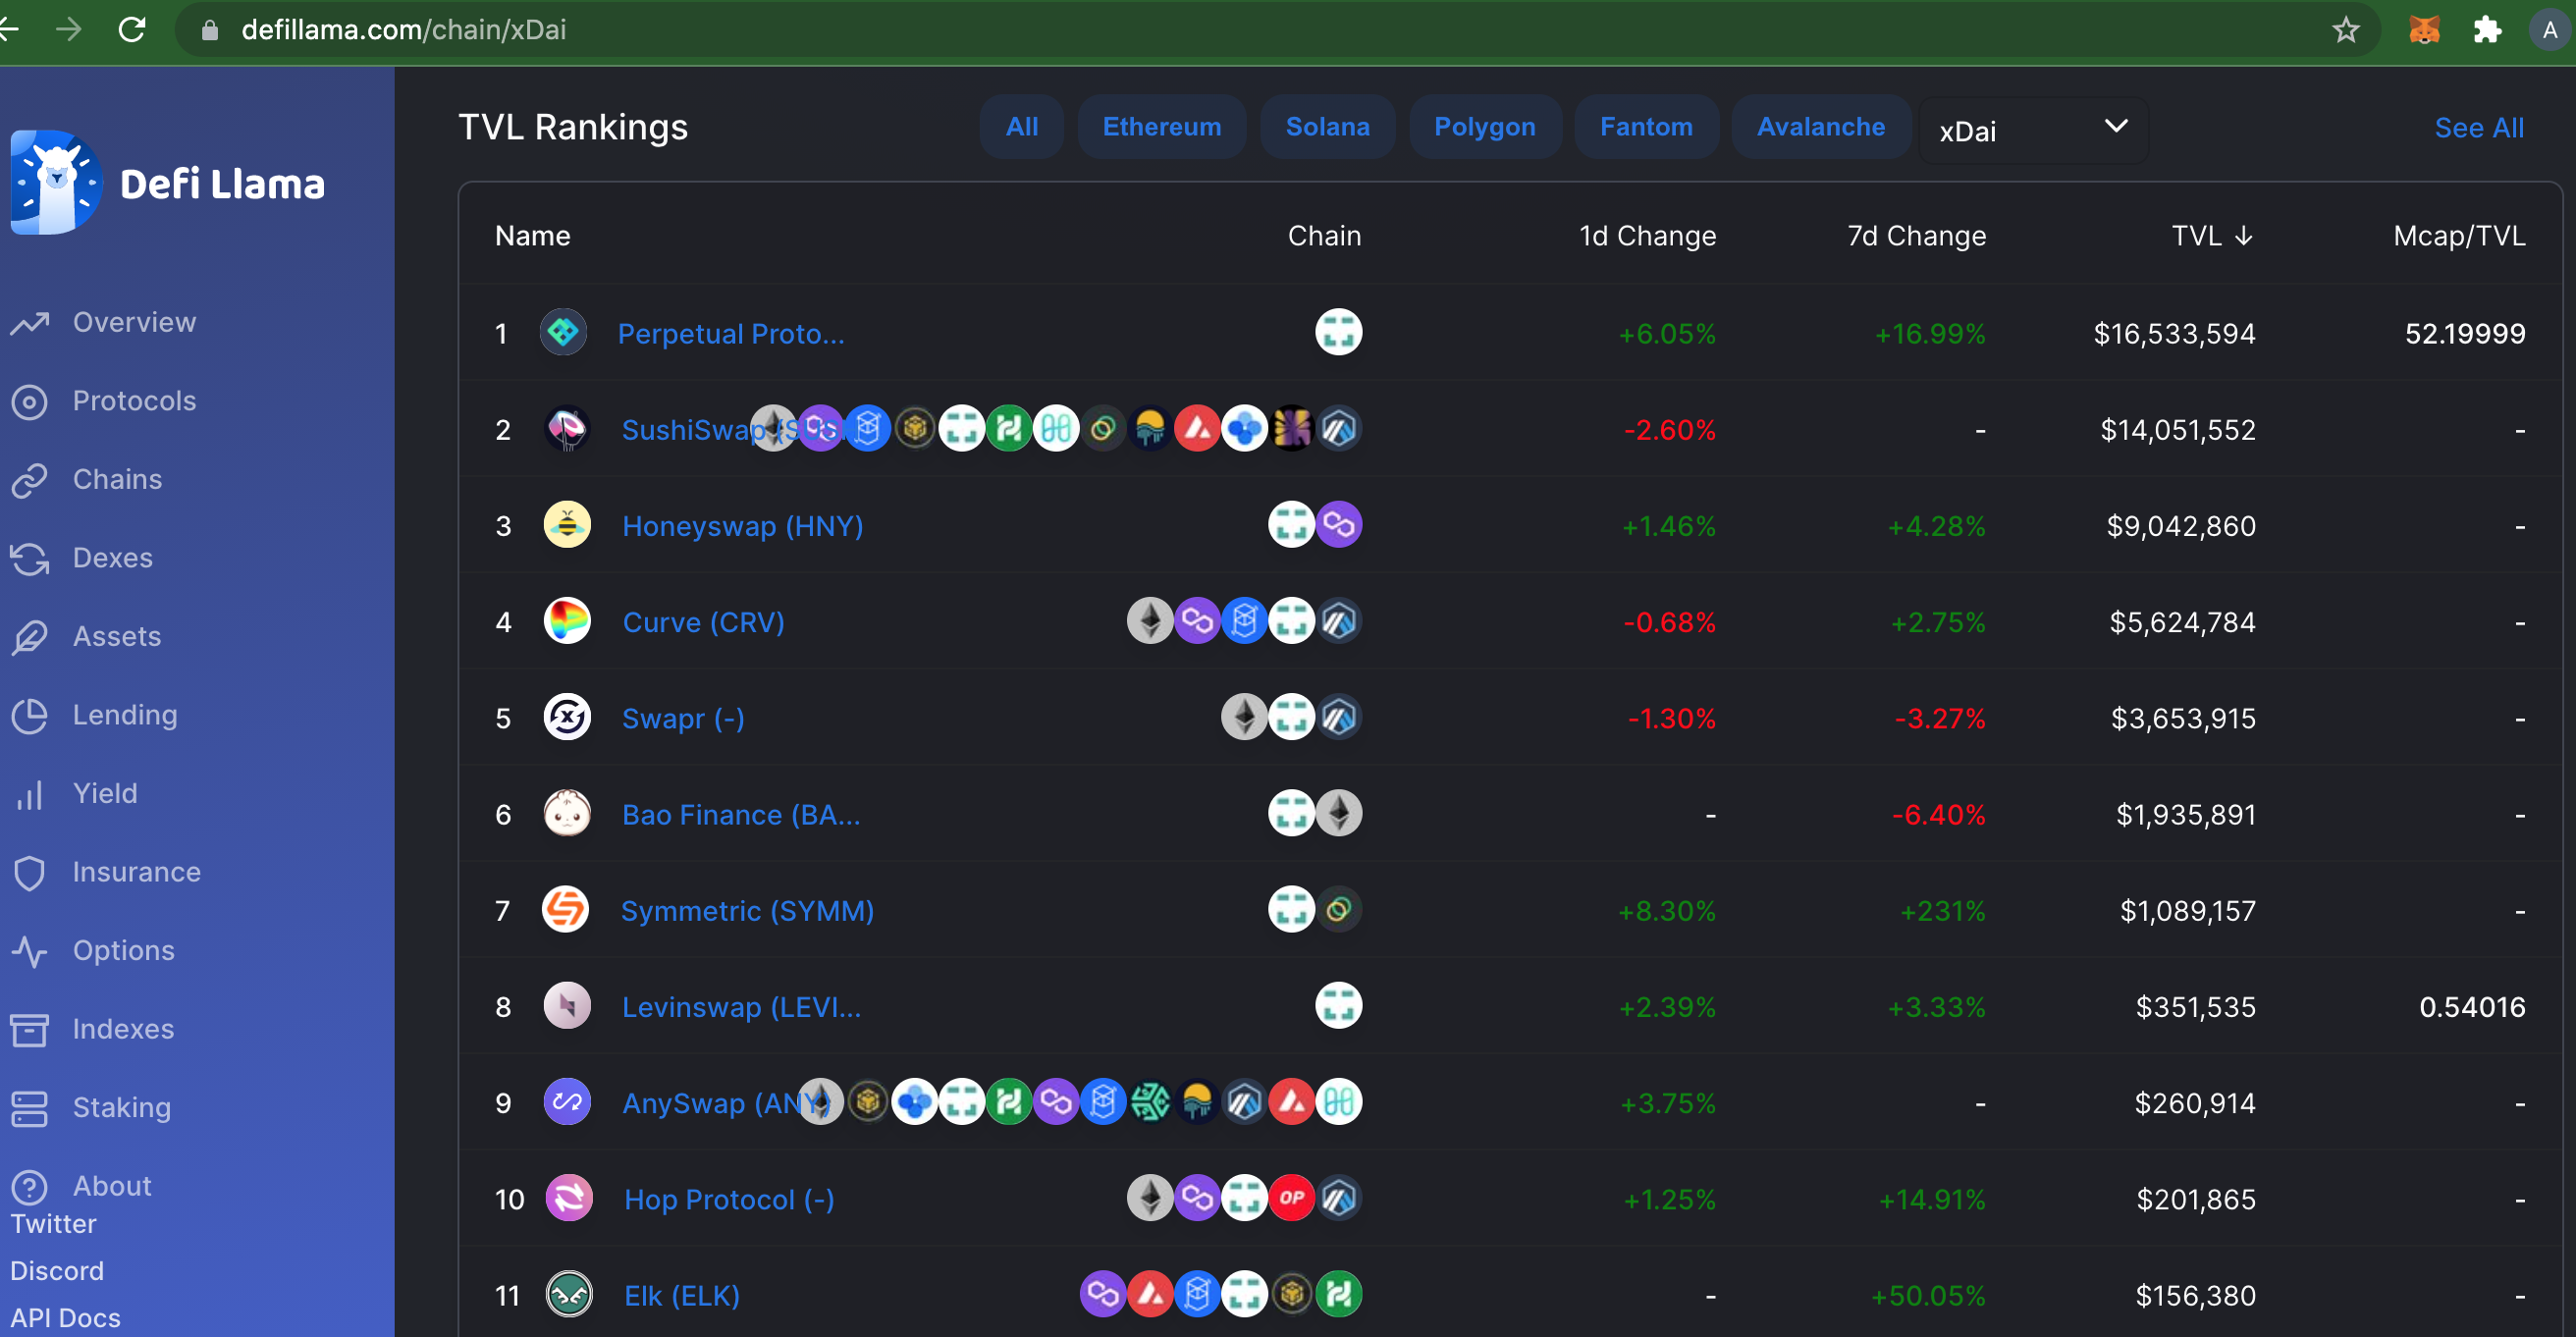 defillama.com/chain/xDai
A
Defi Llama
Overview
Protocols
Chains
Dexes
Assets
Lending
Yield
Insurance
Options
Indexes
Staking
About
Twitter
Discord
API Docs
TVL Rankings
All Ethereum Solana Polygon Fantom Avalanche xDai See All
Name Chain 1d Change 7d Change TVL ↓ Mcap/TVL
1 Perpetual Proto... +6.05% +16.99% $16,533,594 52.19999
2 SushiSwap -2.60% - $14,051,552 -
3 Honeyswap (HNY) +1.46% +4.28% $9,042,860 -
4 Curve (CRV) -0.68% +2.75% $5,624,784 -
5 Swapr (-) -1.30% -3.27% $3,653,915 -
6 Bao Finance (BA... - -6.40% $1,935,891 -
7 Symmetric (SYMM) +8.30% +231% $1,089,157 -
8 Levinswap (LEVI... +2.39% +3.33% $351,535 0.54016
9 AnySwap (ANY) +3.75% - $260,914 -
10 Hop Protocol (-) OP +1.25% +14.91% $201,865 -
11 Elk (ELK) - +50.05% $156,380 -